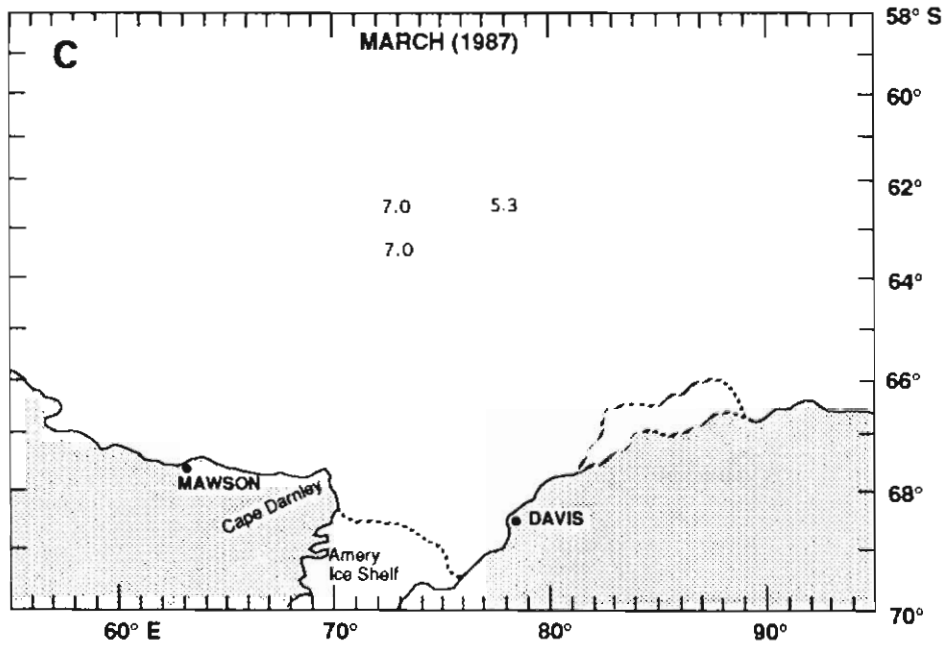 C
MARCH (1987)
58° S
60°
62°
7.0 5.3
7.0
64°
66°
MAWSON
Cape Darnley
68°
DAVIS
Amery
Ice Shelf
70°
60° E 70° 80° 90°